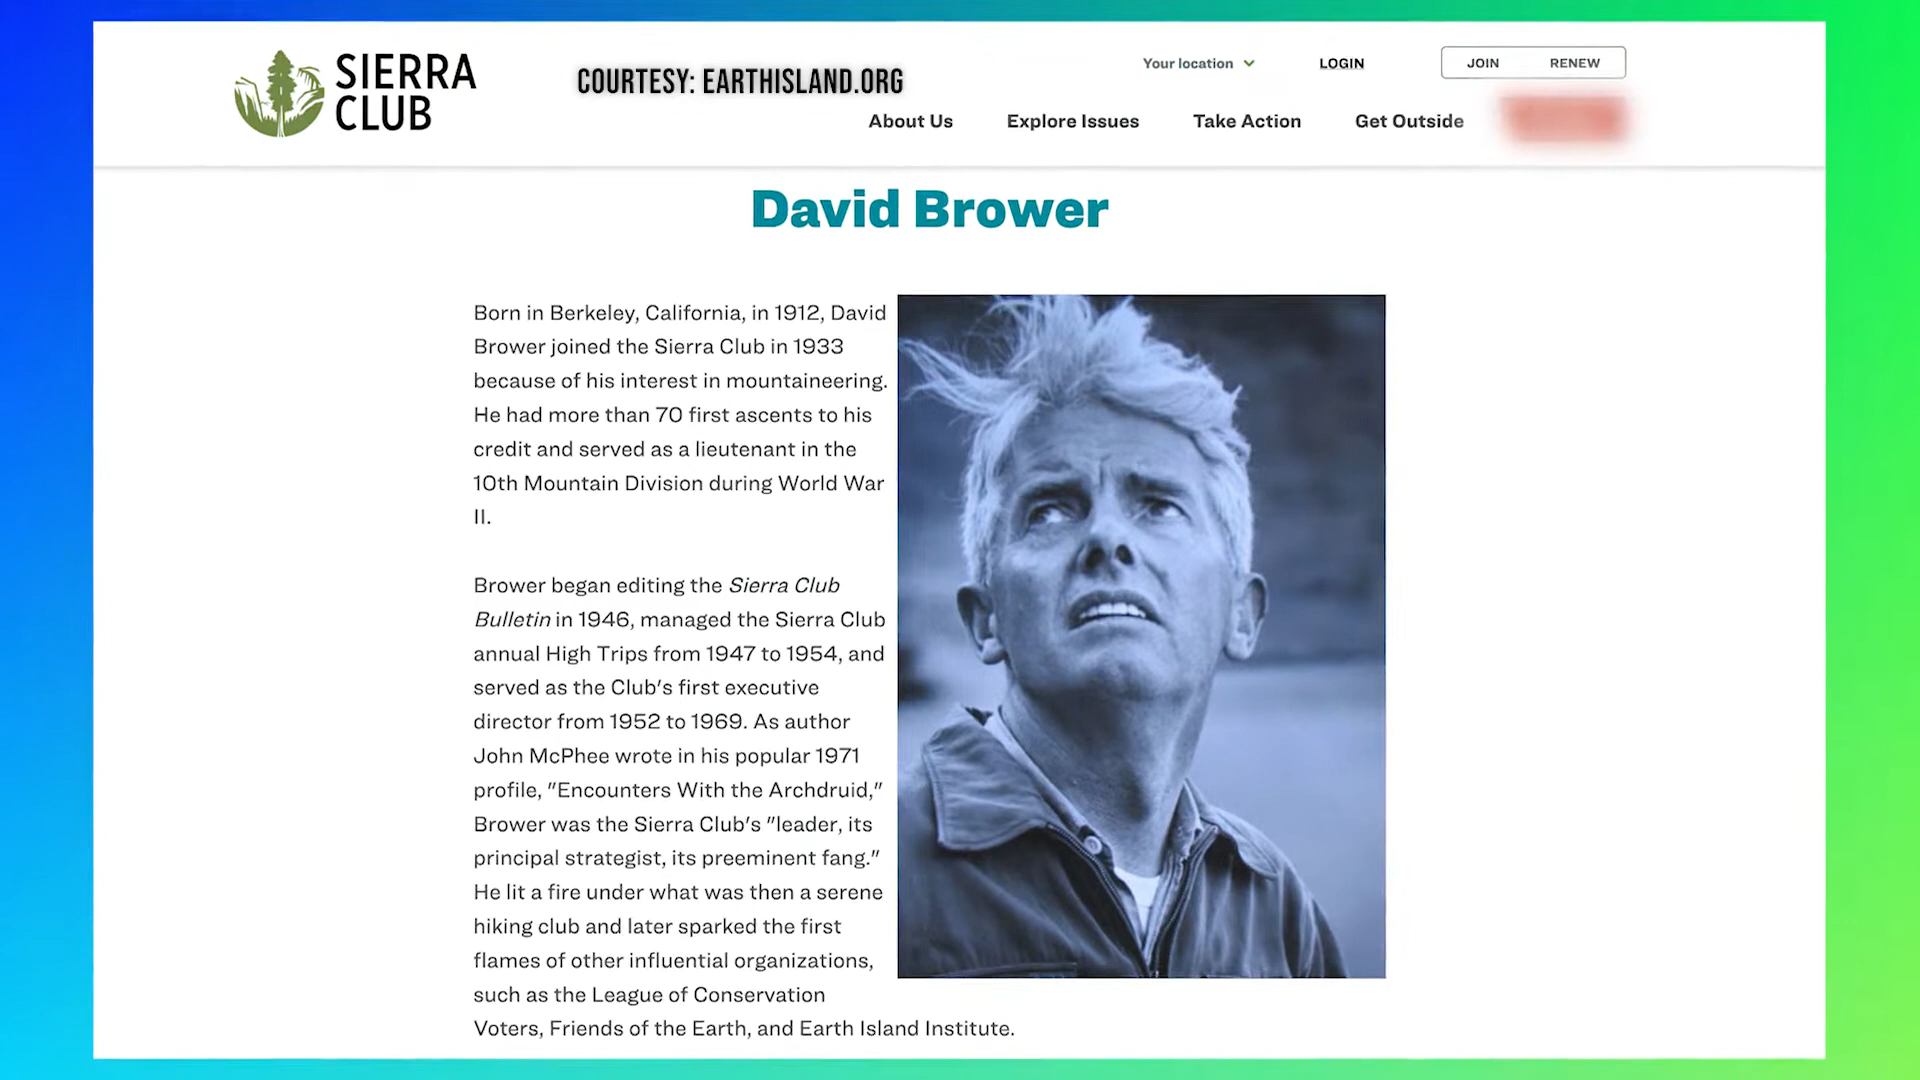 SIERRA
CLUB
COURTESY: EARTHISLAND.ORG
Your location
LOGIN
JOIN
RENEW
About Us
Explore Issues
Take Action
Get Outside
David Brower
Born in Berkeley, California, in 1912, David
Brower joined the Sierra Club in 1933
because of his interest in mountaineering.
He had more than 70 first ascents to his
credit and served as a lieutenant in the
10th Mountain Division during World War
II.
Brower began editing the Sierra Club
Bulletin in 1946, managed the Sierra Club
annual High Trips from 1947 to 1954, and
served as the Club's first executive
director from 1952 to 1969. As author
John McPhee wrote in his popular 1971
profile, "Encounters With the Archdruid,"
Brower was the Sierra Club's "leader, its
principal strategist, its preeminent fang."
He lit a fire under what was then a serene
hiking club and later sparked the first
flames of other influential organizations,
such as the League of Conservation
Voters, Friends of the Earth, and Earth Island Institute.